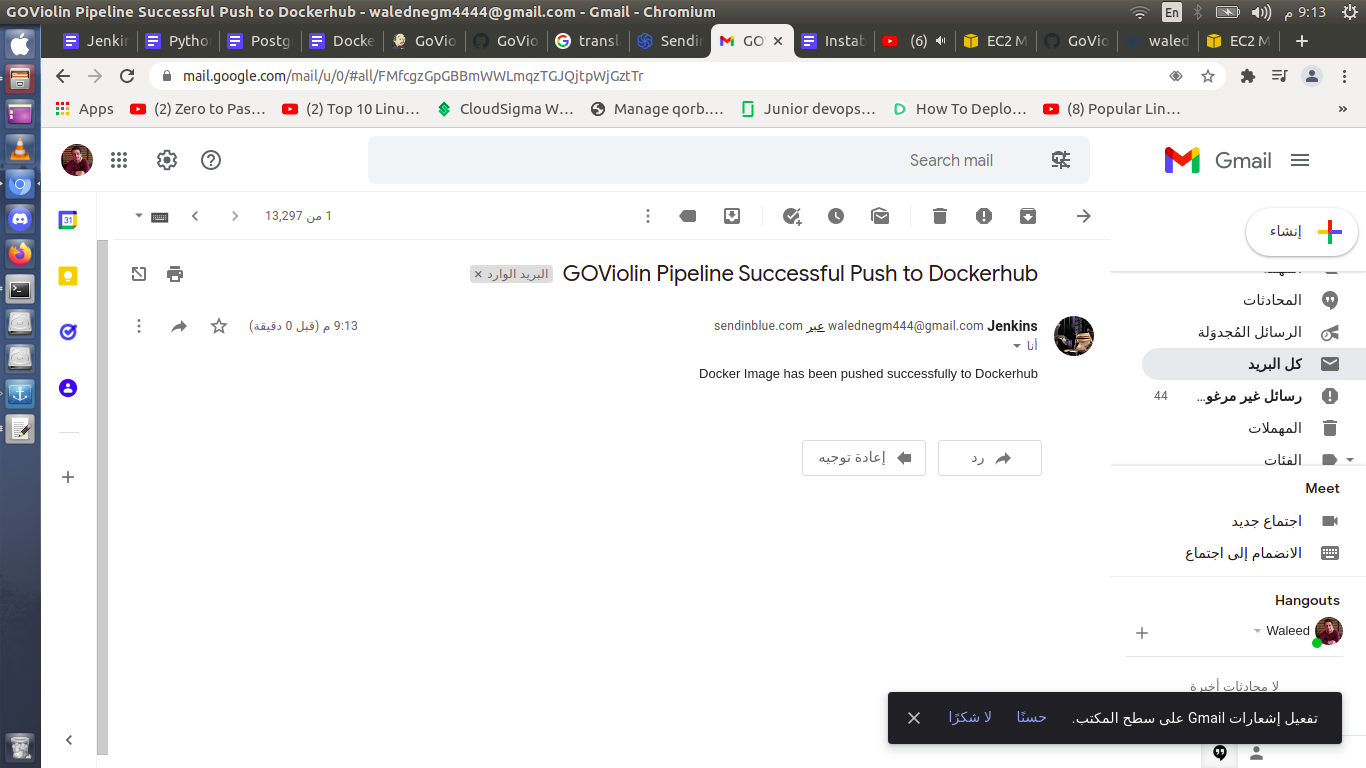 GOViolin Pipeline Successful Push to Dockerhub - walednegm4444@gmail.com - Gmail - Chromium
En
9:13 م
Jenkin
Pytho
Postg
Docke
GoVio
GoVio
transl
Sendin
GO
Instab
(6)
EC2 M
GoVio
waled
EC2 M
mail.google.com/mail/u/0/#all/FMfcgzGpGBBmWWLmqzTGJQjtpWjGztTr
Apps
(2) Zero to Pas…
(2) Top 10 Linu…
CloudSigma W…
Manage qorb.…
Junior devops…
How To Deplo…
(8) Popular Lin…
»
Search mail
Gmail
1 من 13,297
إنشاء
GOViolin Pipeline Successful Push to Dockerhub
البريد الوارد ×
Jenkins walednegm444@gmail.com عبر sendinblue.com
9:13 م (قبل 0 دقيقة)
أنا
Docker Image has been pushed successfully to Dockerhub
رد
إعادة توجيه
31
المحادثات
الرسائل المُجدوَلة
كل البريد
رسائل غير مرغو...
44
المهملات
الفئات
Meet
اجتماع جديد
الانضمام إلى اجتماع
Hangouts
Waleed
لا محادثات أخيرة
تفعيل إشعارات Gmail على سطح المكتب.
حسنًا
لا شكرًا